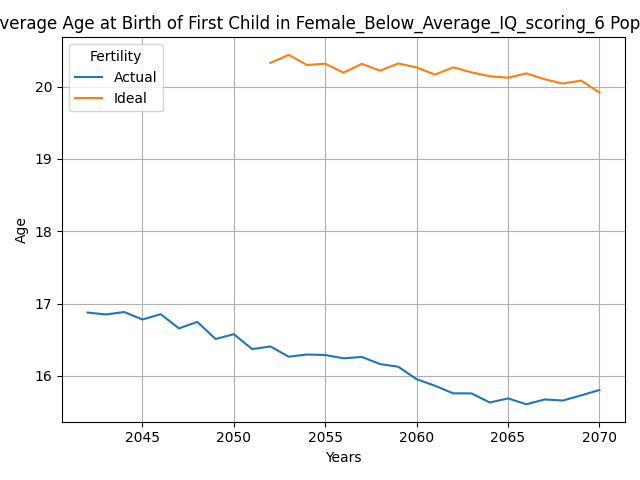 verage Age at Birth of First Child in Female_Below_Average_IQ_scoring_6 Pop
Fertility
Actual
Ideal
20
19
18
17
16
Age
2045 2050 2055 2060 2065 2070
Years